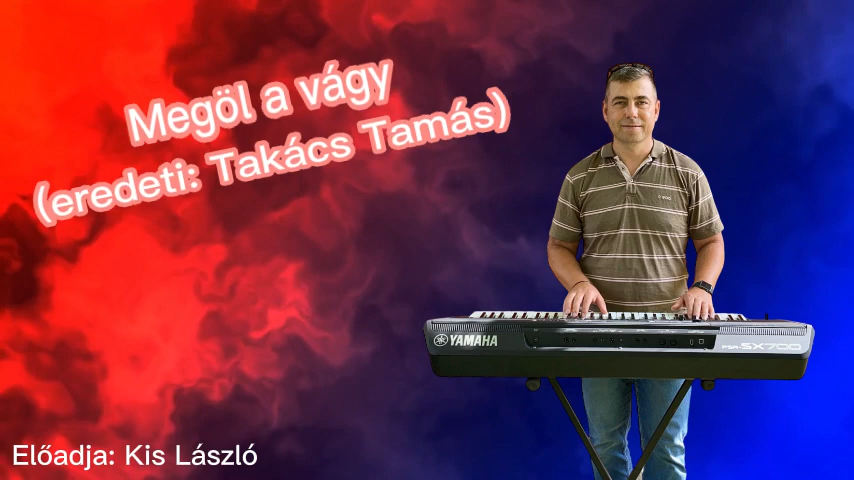 Megöl a vágy
(eredeti: Takács Tamás)
YAMAHA
PSR-SX700
Előadja: Kis László